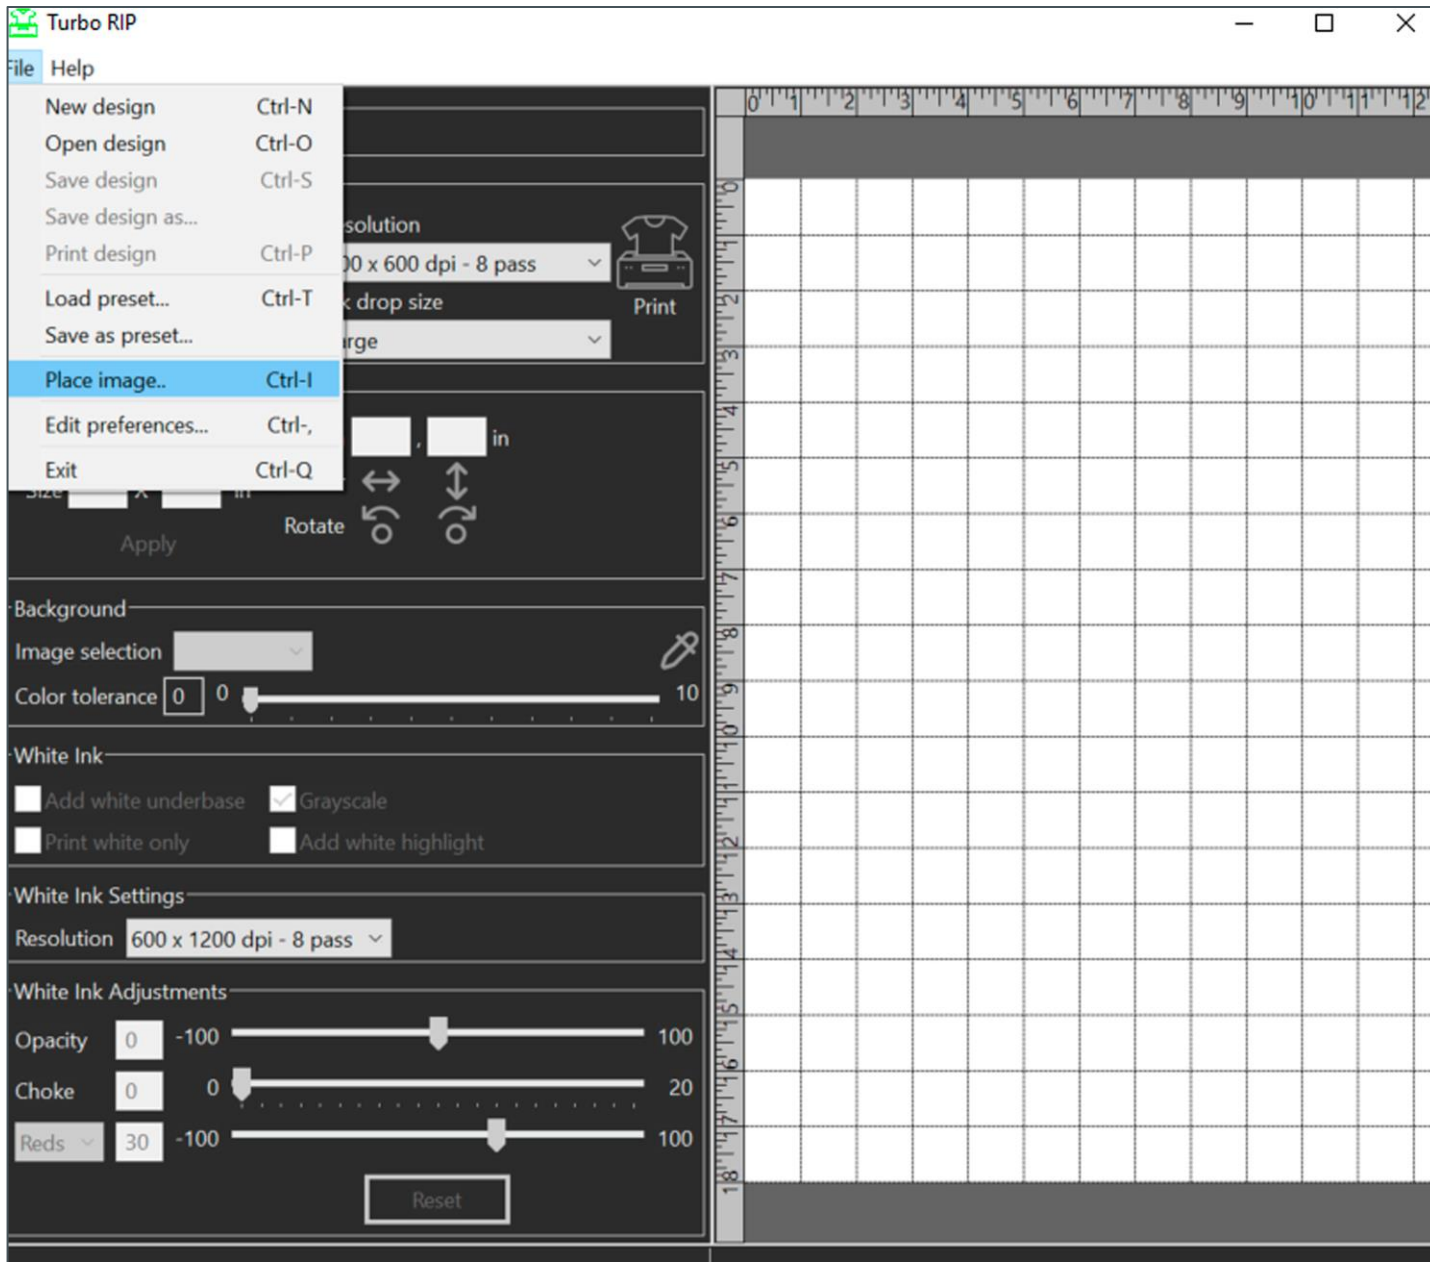 Turbo RIP
File Help
New design Ctrl-N
Open design Ctrl-O
Save design Ctrl-S
Save design as...
Print design Ctrl-P
Load preset... Ctrl-T
Save as preset...
Place image.. Ctrl-I
Edit preferences... Ctrl-,
Exit Ctrl-Q
0 1 2 3 4 5 6 7 8 9 10 11 12
solution
00 x 600 dpi - 8 pass
k drop size
arge
Print
, in
Size X in
Rotate
Apply
Background
Image selection
Color tolerance 0 0 10
White Ink
Add white underbase Grayscale
Print white only Add white highlight
White Ink Settings
Resolution 600 x 1200 dpi - 8 pass
White Ink Adjustments
Opacity 0 -100 100
Choke 0 0 20
Reds 30 -100 100
Reset
0
1
2
3
4
5
6
7
8
9
10
11
12
13
14
15
16
17
18